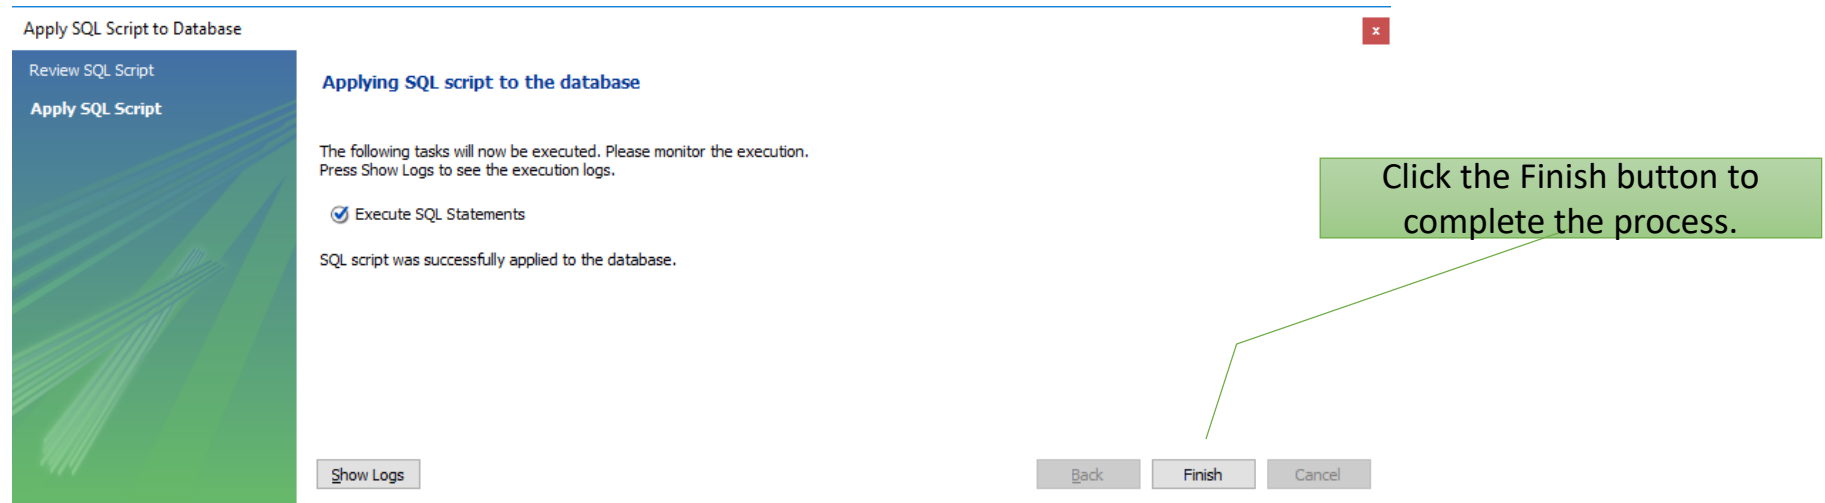 Apply SQL Script to Database
x
Review SQL Script
Apply SQL Script
Applying SQL script to the database
The following tasks will now be executed. Please monitor the execution.
Press Show Logs to see the execution logs.
Execute SQL Statements
SQL script was successfully applied to the database.
Click the Finish button to
complete the process.
Show Logs
Back
Finish
Cancel